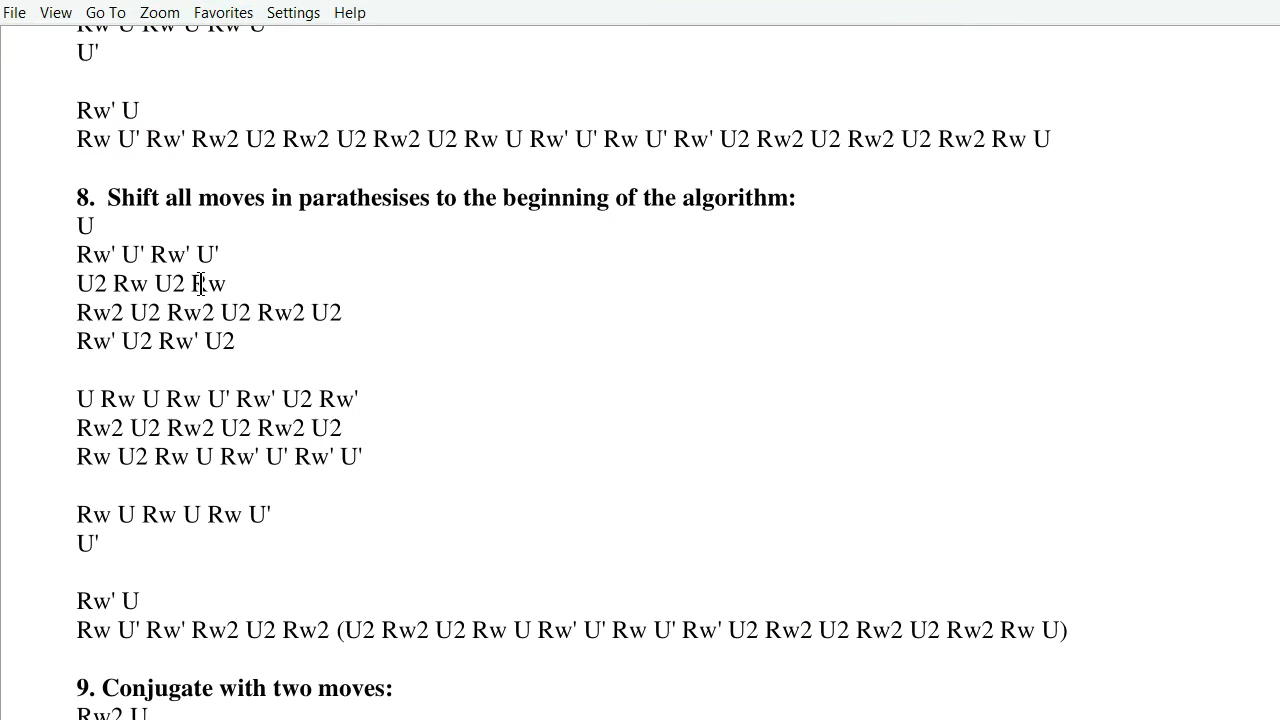 File View Go To Zoom Favorites Settings Help
Rw U Rw U Rw U
U'
Rw' U
Rw U' Rw' Rw2 U2 Rw2 U2 Rw2 U2 Rw U Rw' U' Rw U' Rw' U2 Rw2 U2 Rw2 U2 Rw2 Rw U
8. Shift all moves in parathesises to the beginning of the algorithm:
U
Rw' U' Rw' U'
U2 Rw U2 Rw
Rw2 U2 Rw2 U2 Rw2 U2
Rw' U2 Rw' U2
U Rw U Rw U' Rw' U2 Rw'
Rw2 U2 Rw2 U2 Rw2 U2
Rw U2 Rw U Rw' U' Rw' U'
Rw U Rw U Rw U'
U'
Rw' U
Rw U' Rw' Rw2 U2 Rw2 (U2 Rw2 U2 Rw U Rw' U' Rw U' Rw' U2 Rw2 U2 Rw2 U2 Rw2 Rw U)
9. Conjugate with two moves:
Rw2 U